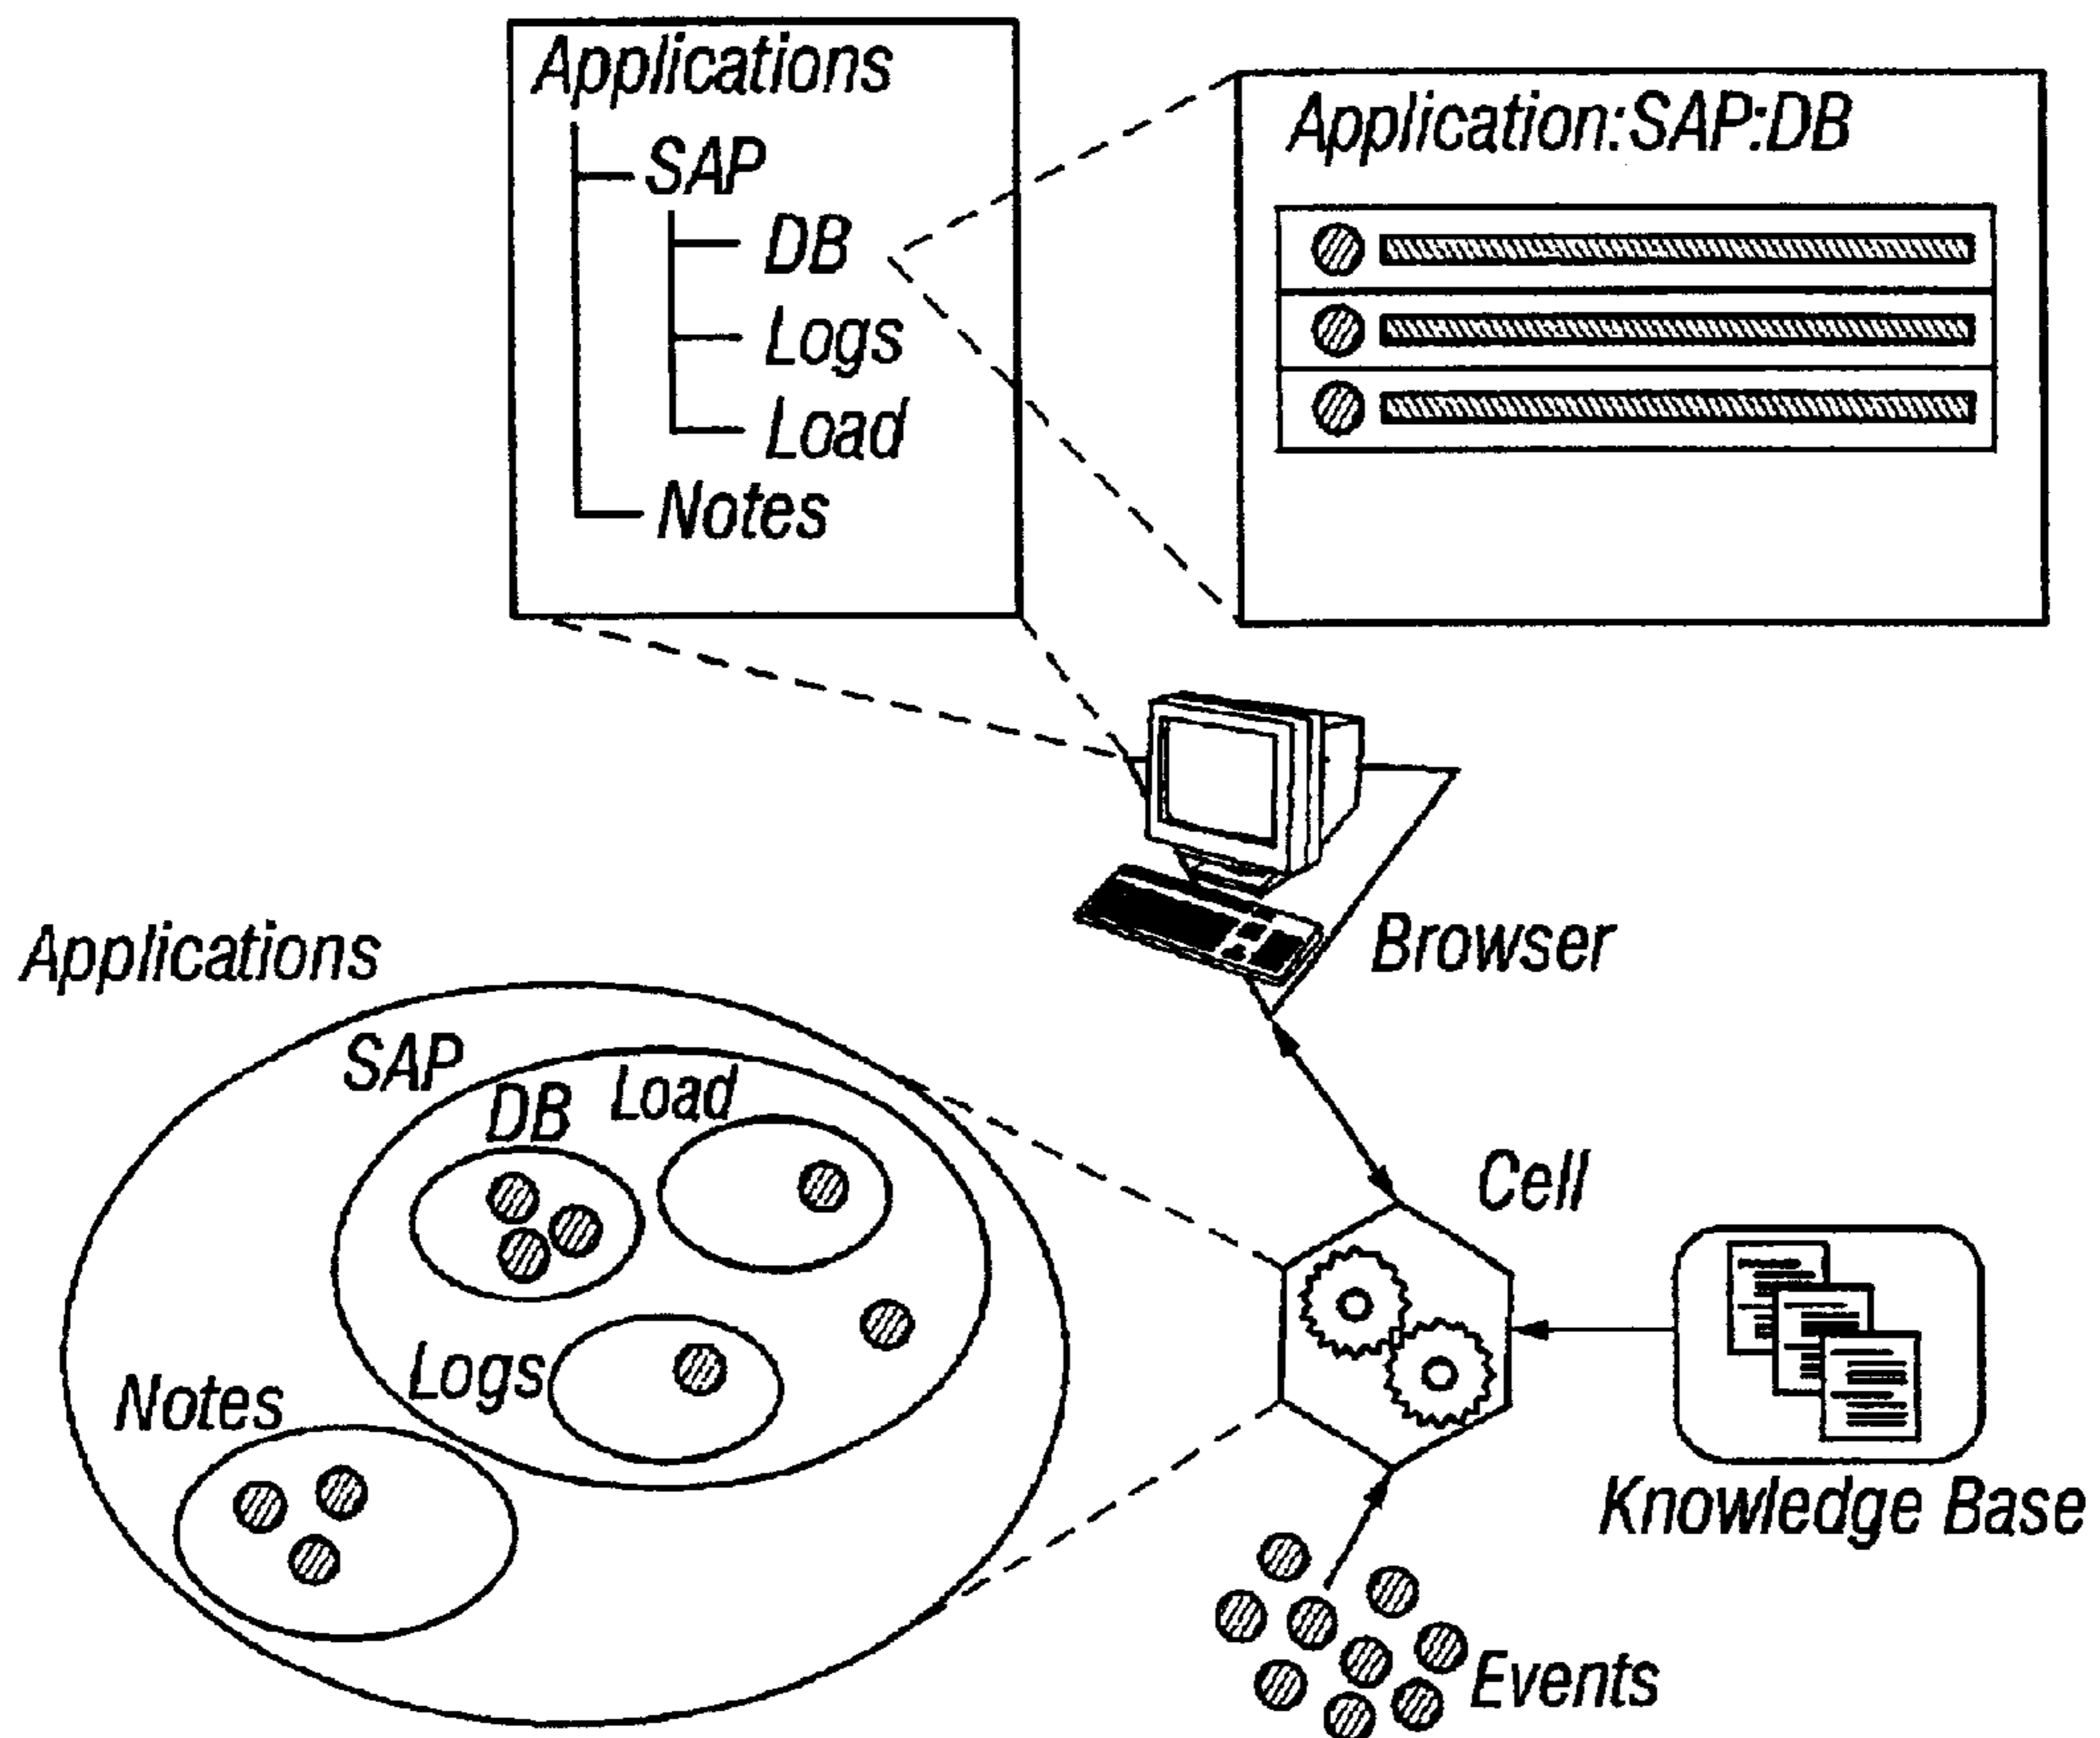 Applications
SAP
DB
Logs
Load
Notes
Application:SAP:DB
Browser
Applications
SAP
DB
Load
Logs
Notes
Cell
Knowledge Base
Events